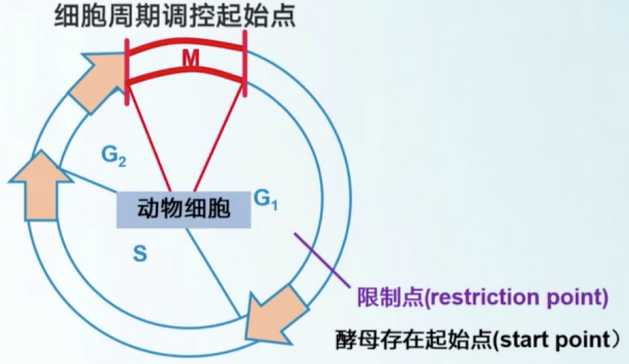 细胞周期调控起始点
M
G₂
动物细胞
G₁
S
限制点(restriction point)
酵母存在起始点(start point）